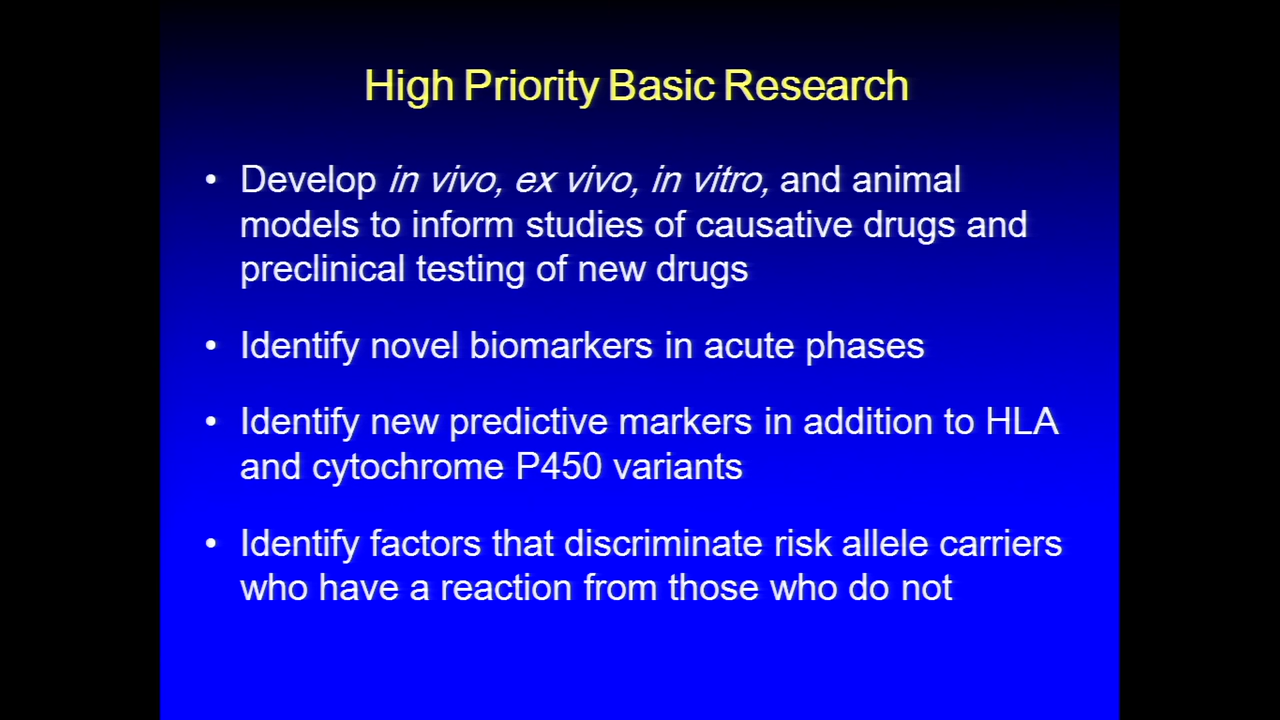 High Priority Basic Research
• Develop in vivo, ex vivo, in vitro, and animal
models to inform studies of causative drugs and
preclinical testing of new drugs
• Identify novel biomarkers in acute phases
• Identify new predictive markers in addition to HLA
and cytochrome P450 variants
• Identify factors that discriminate risk allele carriers
who have a reaction from those who do not